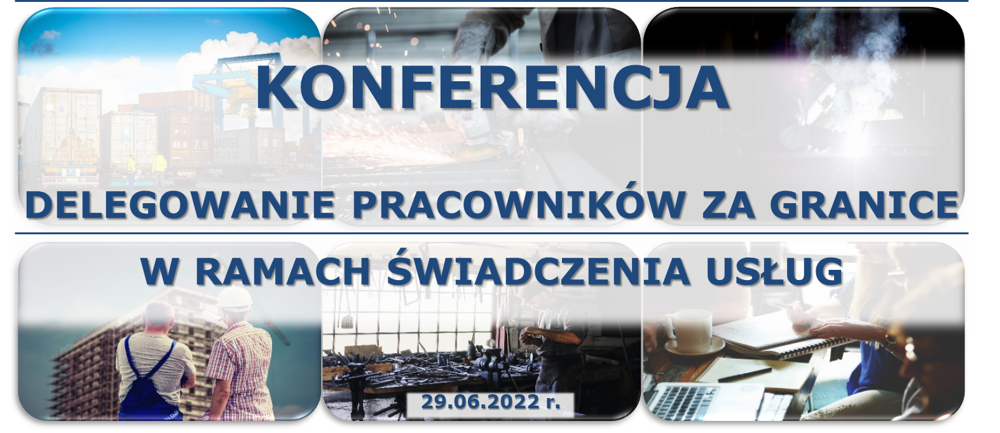 KONFERENCJA
DELEGOWANIE PRACOWNIKÓW ZA GRANICE
W RAMACH ŚWIADCZENIA USŁUG
29.06.2022 r.